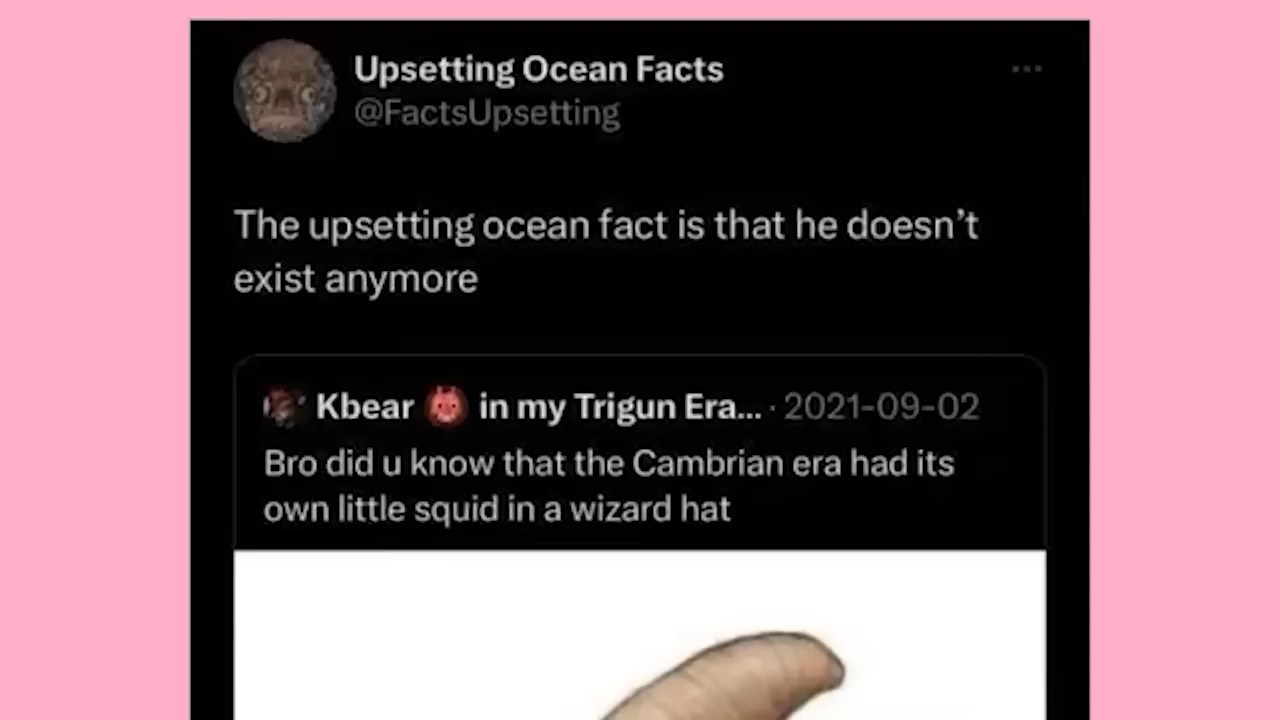 Upsetting Ocean Facts
@FactsUpsetting
The upsetting ocean fact is that he doesn’t
exist anymore
Kbear 👹 in my Trigun Era... · 2021-09-02
Bro did u know that the Cambrian era had its
own little squid in a wizard hat